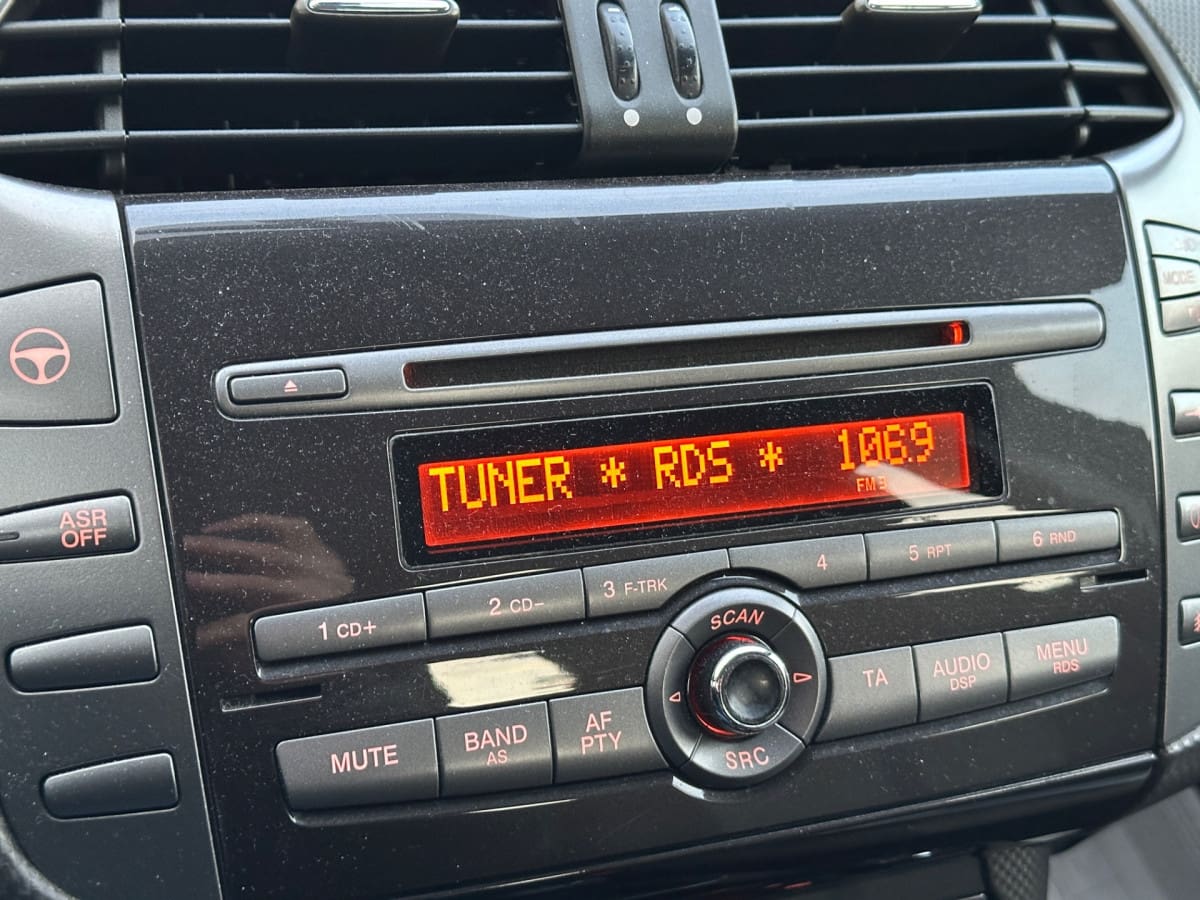 MODE
TUNER * RDS * 106.9
FM3
ASR
OFF
1 CD+
2 CD-
3 F-TRK
4
5 RPT
6 RND
SCAN
MUTE
BAND
AS
AF
PTY
SRC
TA
AUDIO
DSP
MENU
RDS